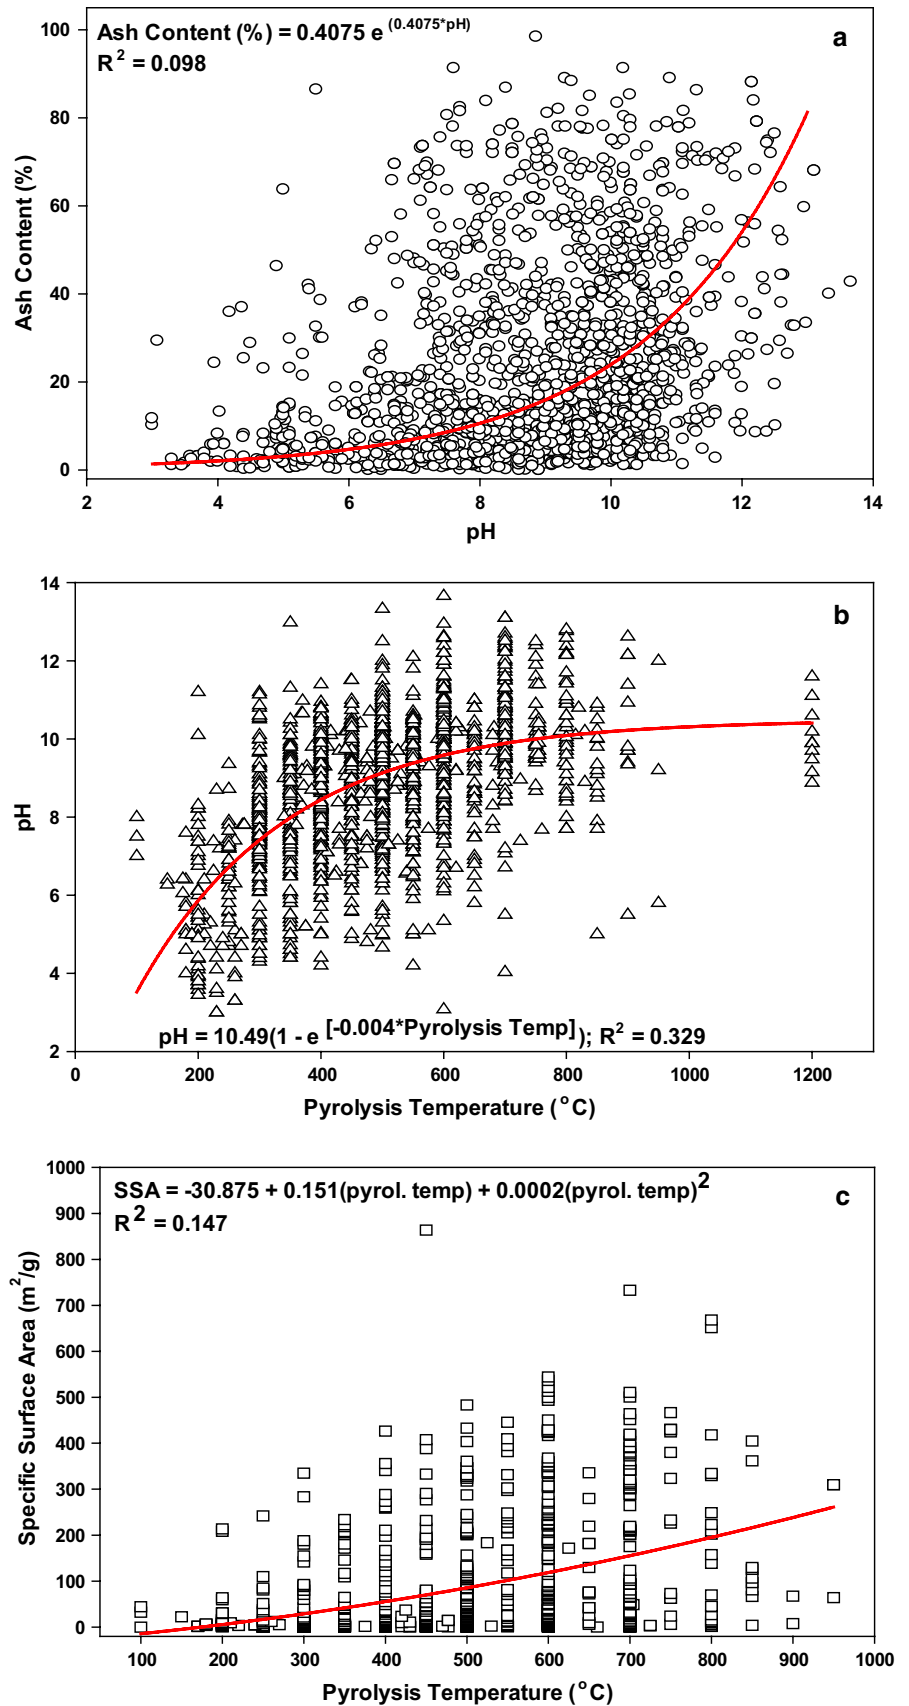 Ash Content (%) = 0.4075 e (0.4075*pH)
R2 = 0.098
a
100
80
60
40
20
0
Ash Content (%)
2 4 6 8 10 12 14
pH
14
12
10
8
6
4
2
b
pH
pH = 10.49(1 - e [-0.004*Pyrolysis Temp]); R2 = 0.329
0 200 400 600 800 1000 1200
Pyrolysis Temperature (oC)
1000
900
800
700
600
500
400
300
200
100
0
SSA = -30.875 + 0.151(pyrol. temp) + 0.0002(pyrol. temp)2
R2 = 0.147
c
Specific Surface Area (m2/g)
100 200 300 400 500 600 700 800 900 1000
Pyrolysis Temperature (oC)